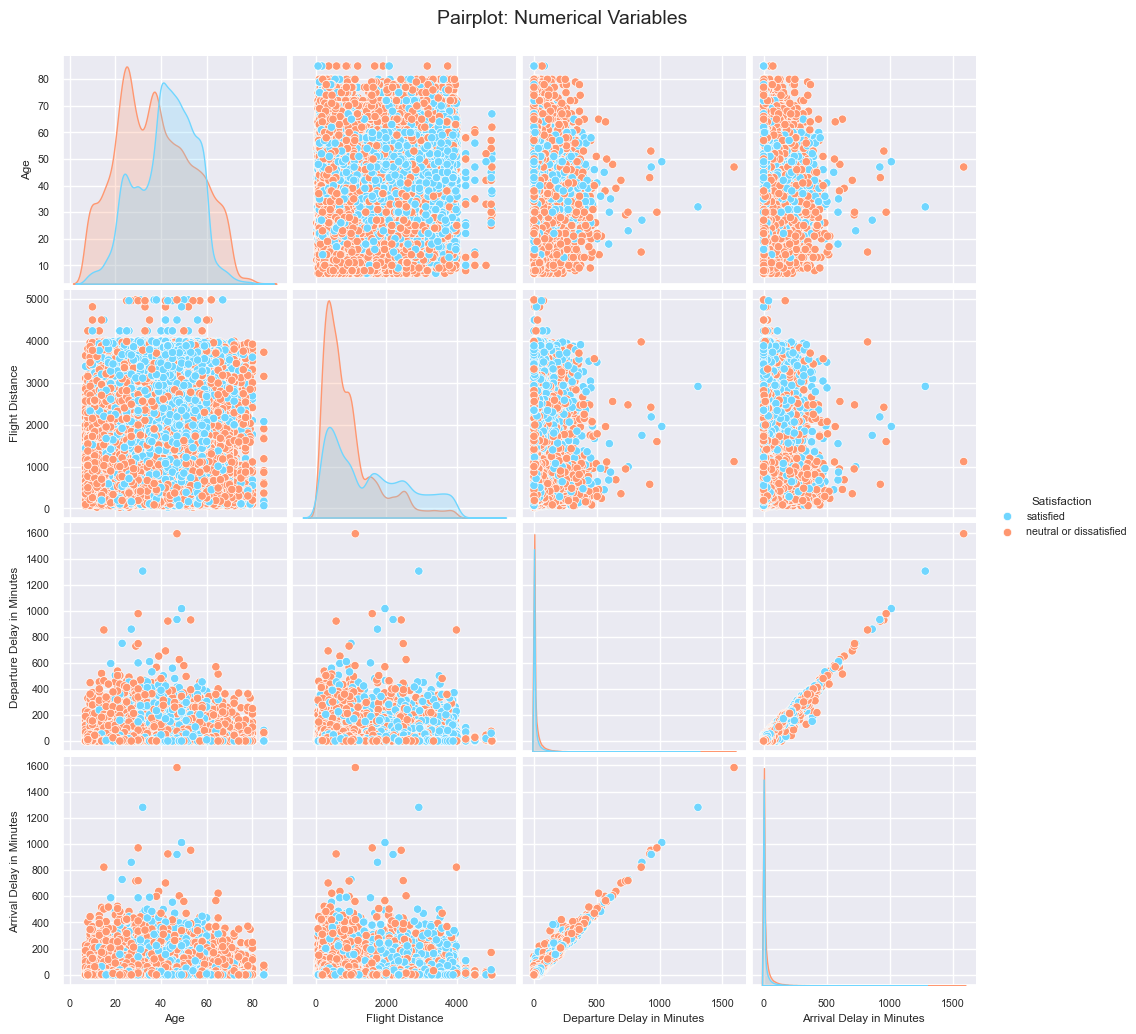 Pairplot: Numerical Variables
80
70
60
50
40
30
20
10
Age
5000
4000
3000
2000
1000
0
Flight Distance
Satisfaction
satisfied
neutral or dissatisfied
1600
1400
1200
1000
800
600
400
200
0
Departure Delay in Minutes
1600
1400
1200
1000
800
600
400
200
0
Arrival Delay in Minutes
0 20 40 60 80
0 2000 4000
0 500 1000 1500
0 500 1000 1500
Age
Flight Distance
Departure Delay in Minutes
Arrival Delay in Minutes